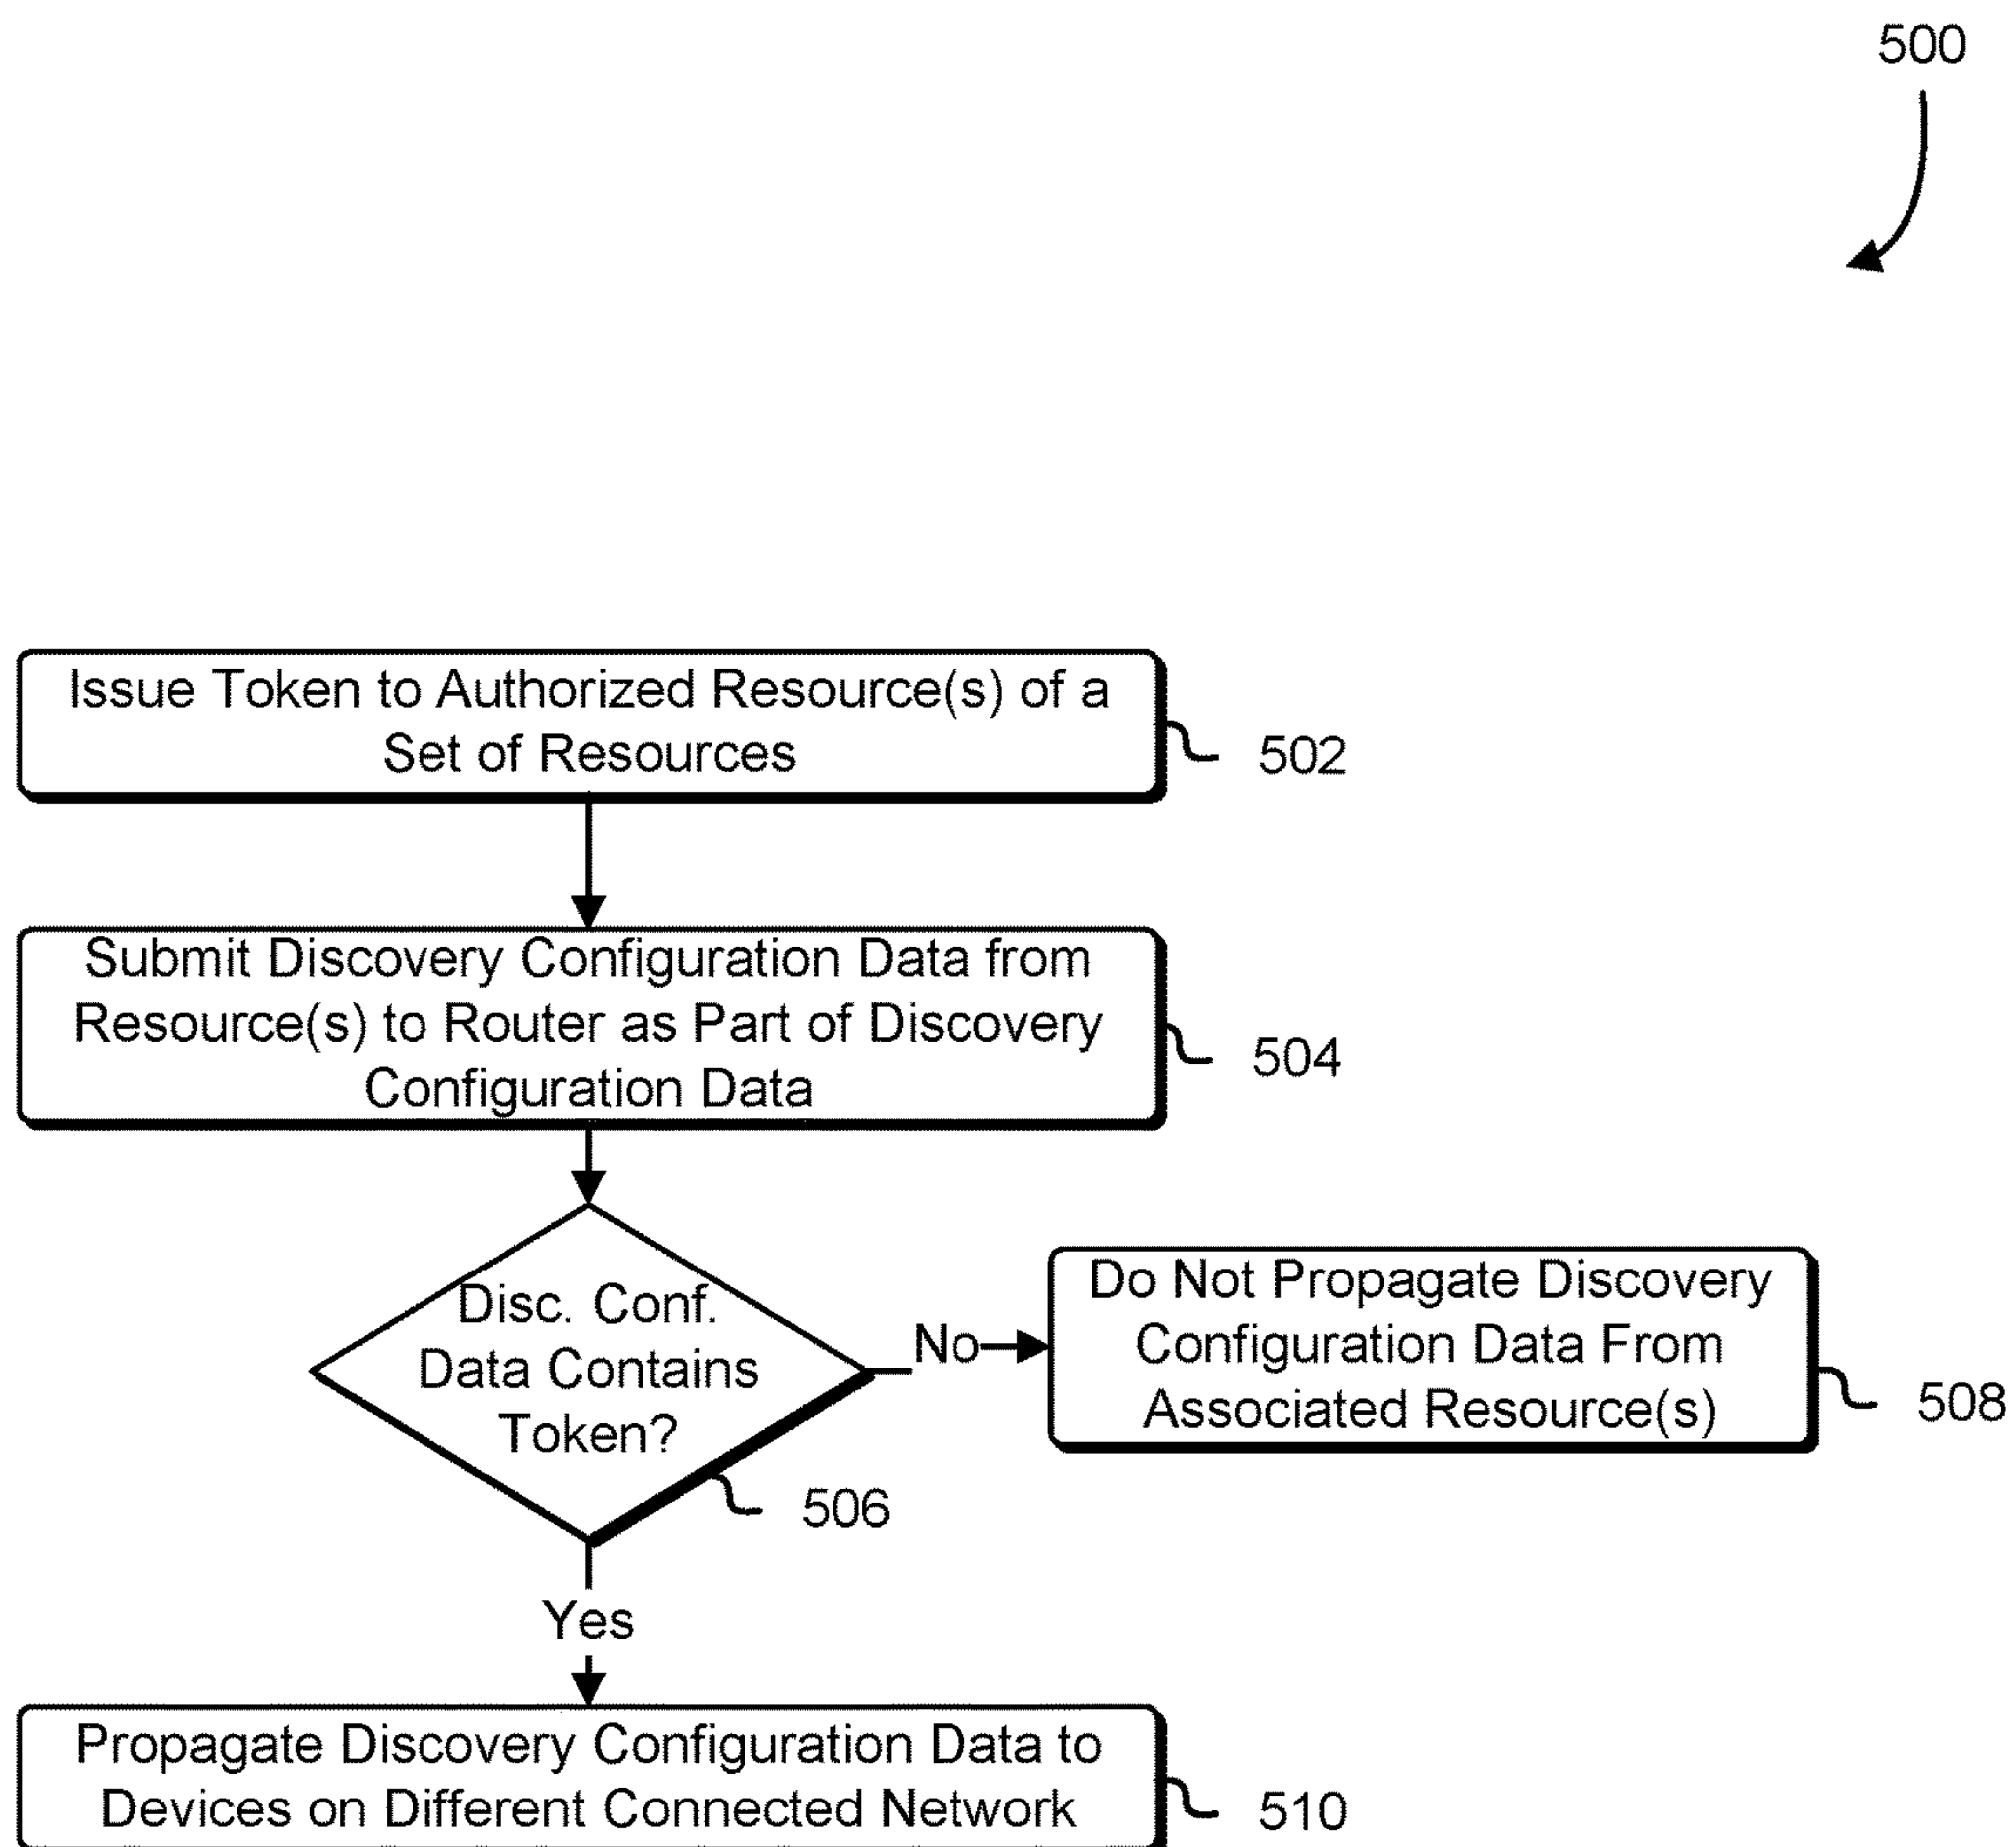 500
Issue Token to Authorized Resource(s) of a
Set of Resources
502
Submit Discovery Configuration Data from
Resource(s) to Router as Part of Discovery
Configuration Data
504
Disc. Conf.
Data Contains
Token?
506
No
Do Not Propagate Discovery
Configuration Data From
Associated Resource(s)
508
Yes
Propagate Discovery Configuration Data to
Devices on Different Connected Network
510